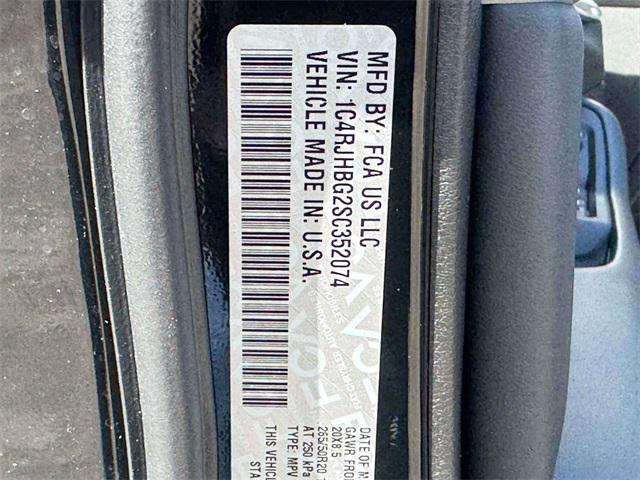 MFD BY: FCA US LLC
VIN: 1C4RJHBG2SC352074
VEHICLE MADE IN: U.S.A.
DATE OF M
GAWR FRO
20X8.5
265/50R20
AT 250 kPa
TYPE: MPV
THIS VEHICL
STA